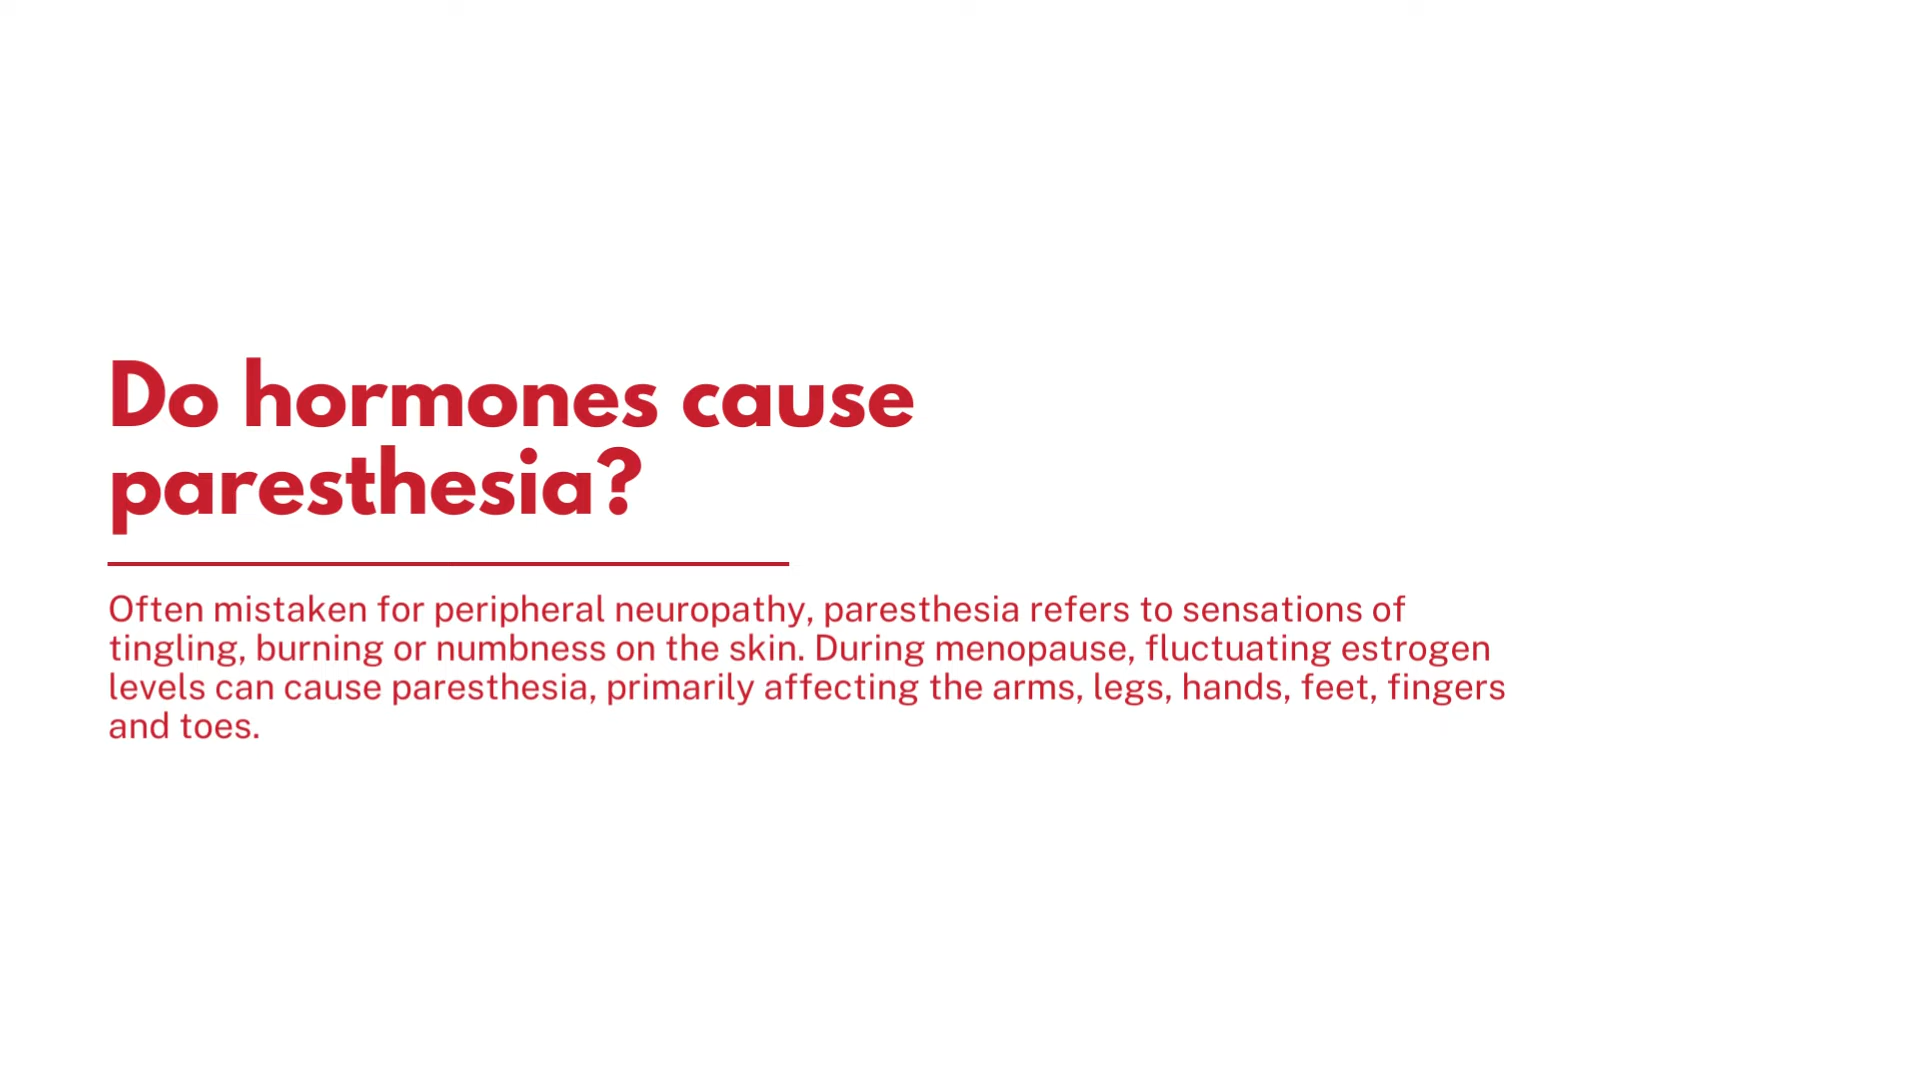 Do hormones cause
paresthesia?
Often mistaken for peripheral neuropathy, paresthesia refers to sensations of
tingling, burning or numbness on the skin. During menopause, fluctuating estrogen
levels can cause paresthesia, primarily affecting the arms, legs, hands, feet, fingers
and toes.